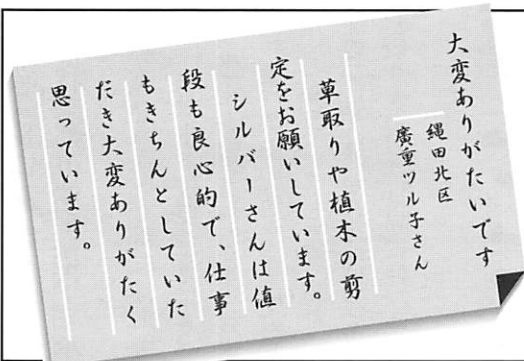 大変ありがたいです
縄田北区
廣重ツル子さん
草取りや植木の剪
定をお願いしています。
シルバーさんは値
段も良心的で、仕事
もきちんとしていた
だき大変ありがたく
思っています。